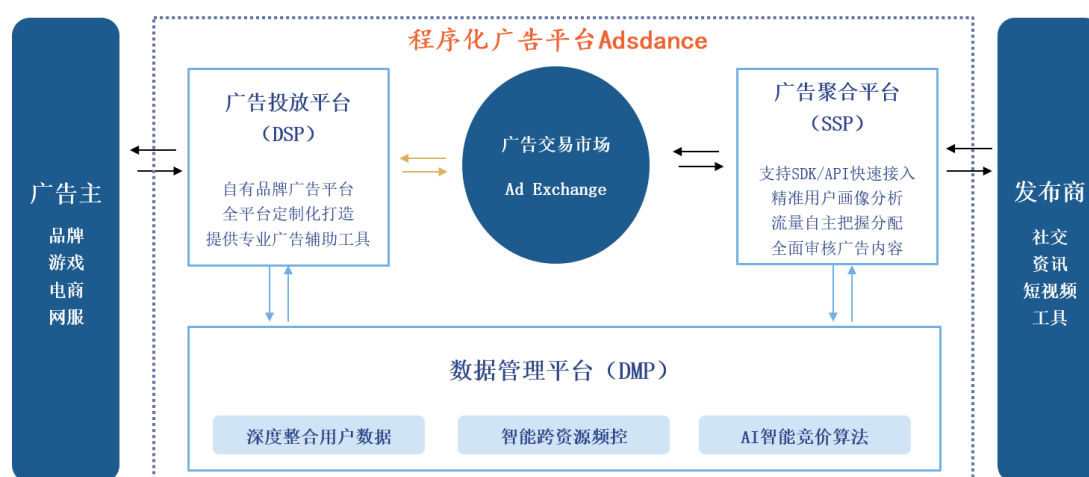 程序化广告平台Adsdance
广告主
品牌
游戏
电商
网服
广告投放平台
（DSP）
自有品牌广告平台
全平台定制化打造
提供专业广告辅助工具
广告交易市场
Ad Exchange
广告聚合平台
（SSP）
支持SDK/API快速接入
精准用户画像分析
流量自主把握分配
全面审核广告内容
发布商
社交
资讯
短视频
工具
数据管理平台（DMP）
深度整合用户数据
智能跨资源频控
AI智能竞价算法